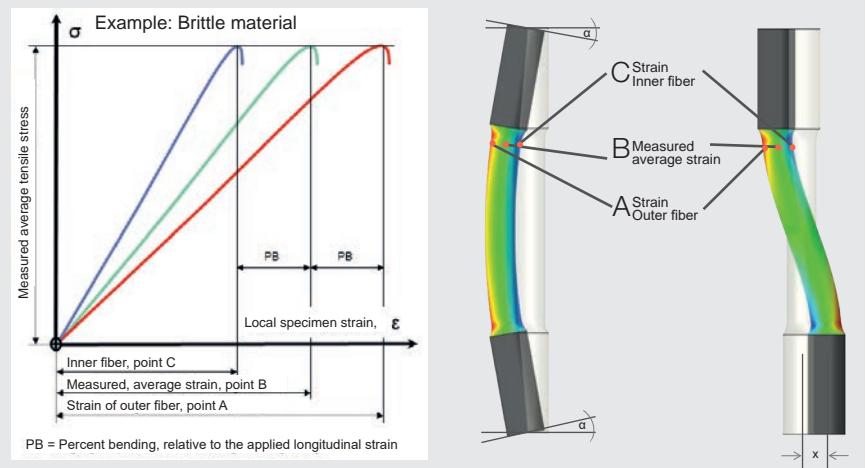 Example: Brittle material
σ
Measured average tensile stress
PB
PB
Local specimen strain, ε
Inner fiber, point C
Measured, average strain, point B
Strain of outer fiber, point A
PB = Percent bending, relative to the applied longitudinal strain
α
C Strain
Inner fiber
B Measured
average strain
A Strain
Outer fiber
α
x